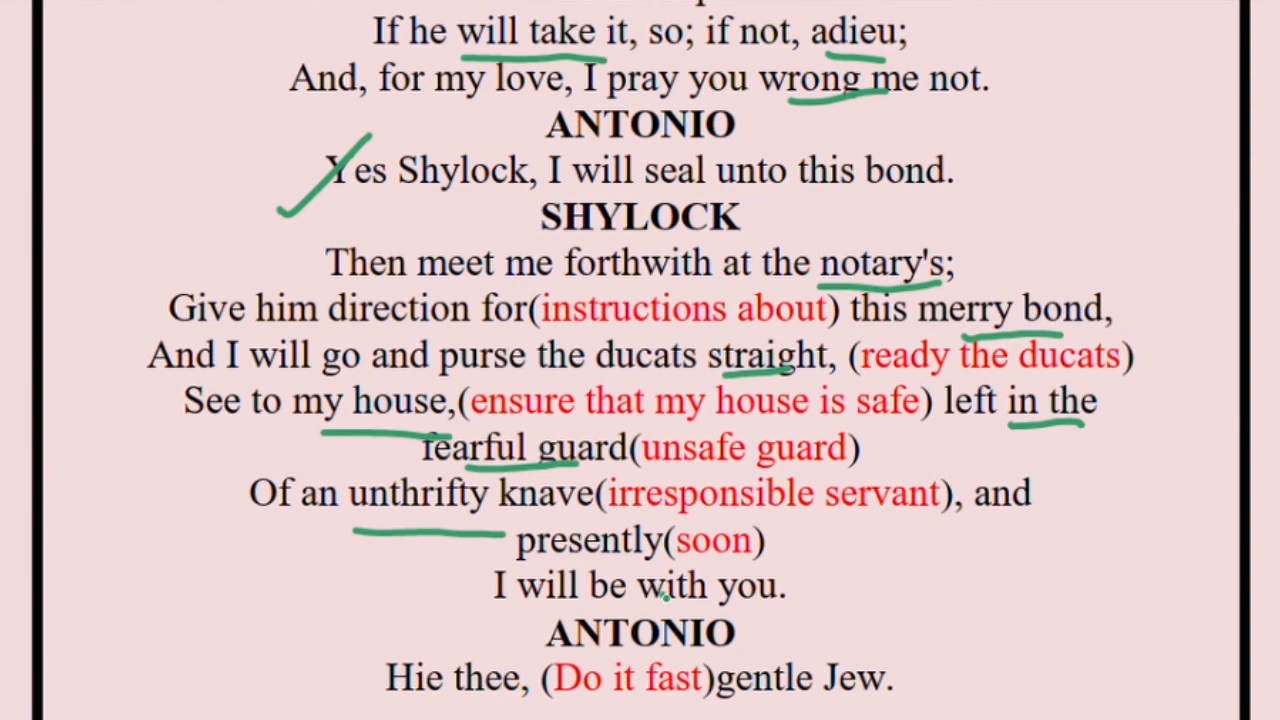 If he will take it, so; if not, adieu;
And, for my love, I pray you wrong me not.
ANTONIO
Yes Shylock, I will seal unto this bond.
SHYLOCK
Then meet me forthwith at the notary's;
Give him direction for(instructions about) this merry bond,
And I will go and purse the ducats straight, (ready the ducats)
See to my house,(ensure that my house is safe) left in the
fearful guard(unsafe guard)
Of an unthrifty knave(irresponsible servant), and
presently(soon)
I will be with you.
ANTONIO
Hie thee, (Do it fast)gentle Jew.